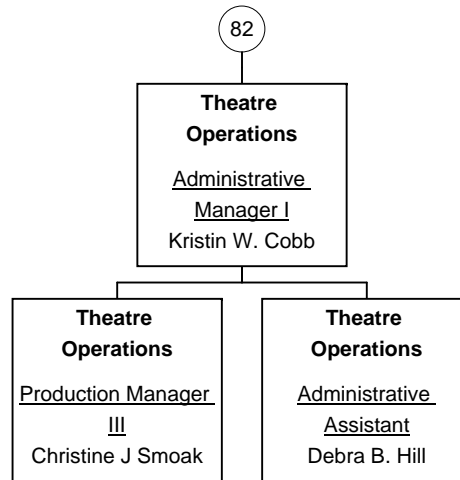 82
Theatre
Operations
Administrative
Manager I
Kristin W. Cobb
Theatre
Operations
Production Manager
III
Christine J Smoak
Theatre
Operations
Administrative
Assistant
Debra B. Hill